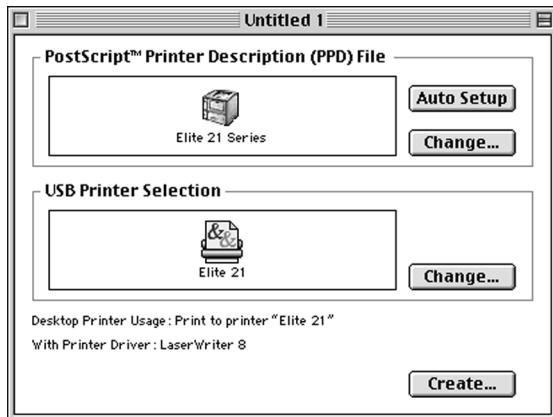 Untitled 1
PostScript™ Printer Description (PPD) File
Auto Setup
Elite 21 Series
Change...
USB Printer Selection
&&
Elite 21
Change...
Desktop Printer Usage: Print to printer “Elite 21”
With Printer Driver: LaserWriter 8
Create...